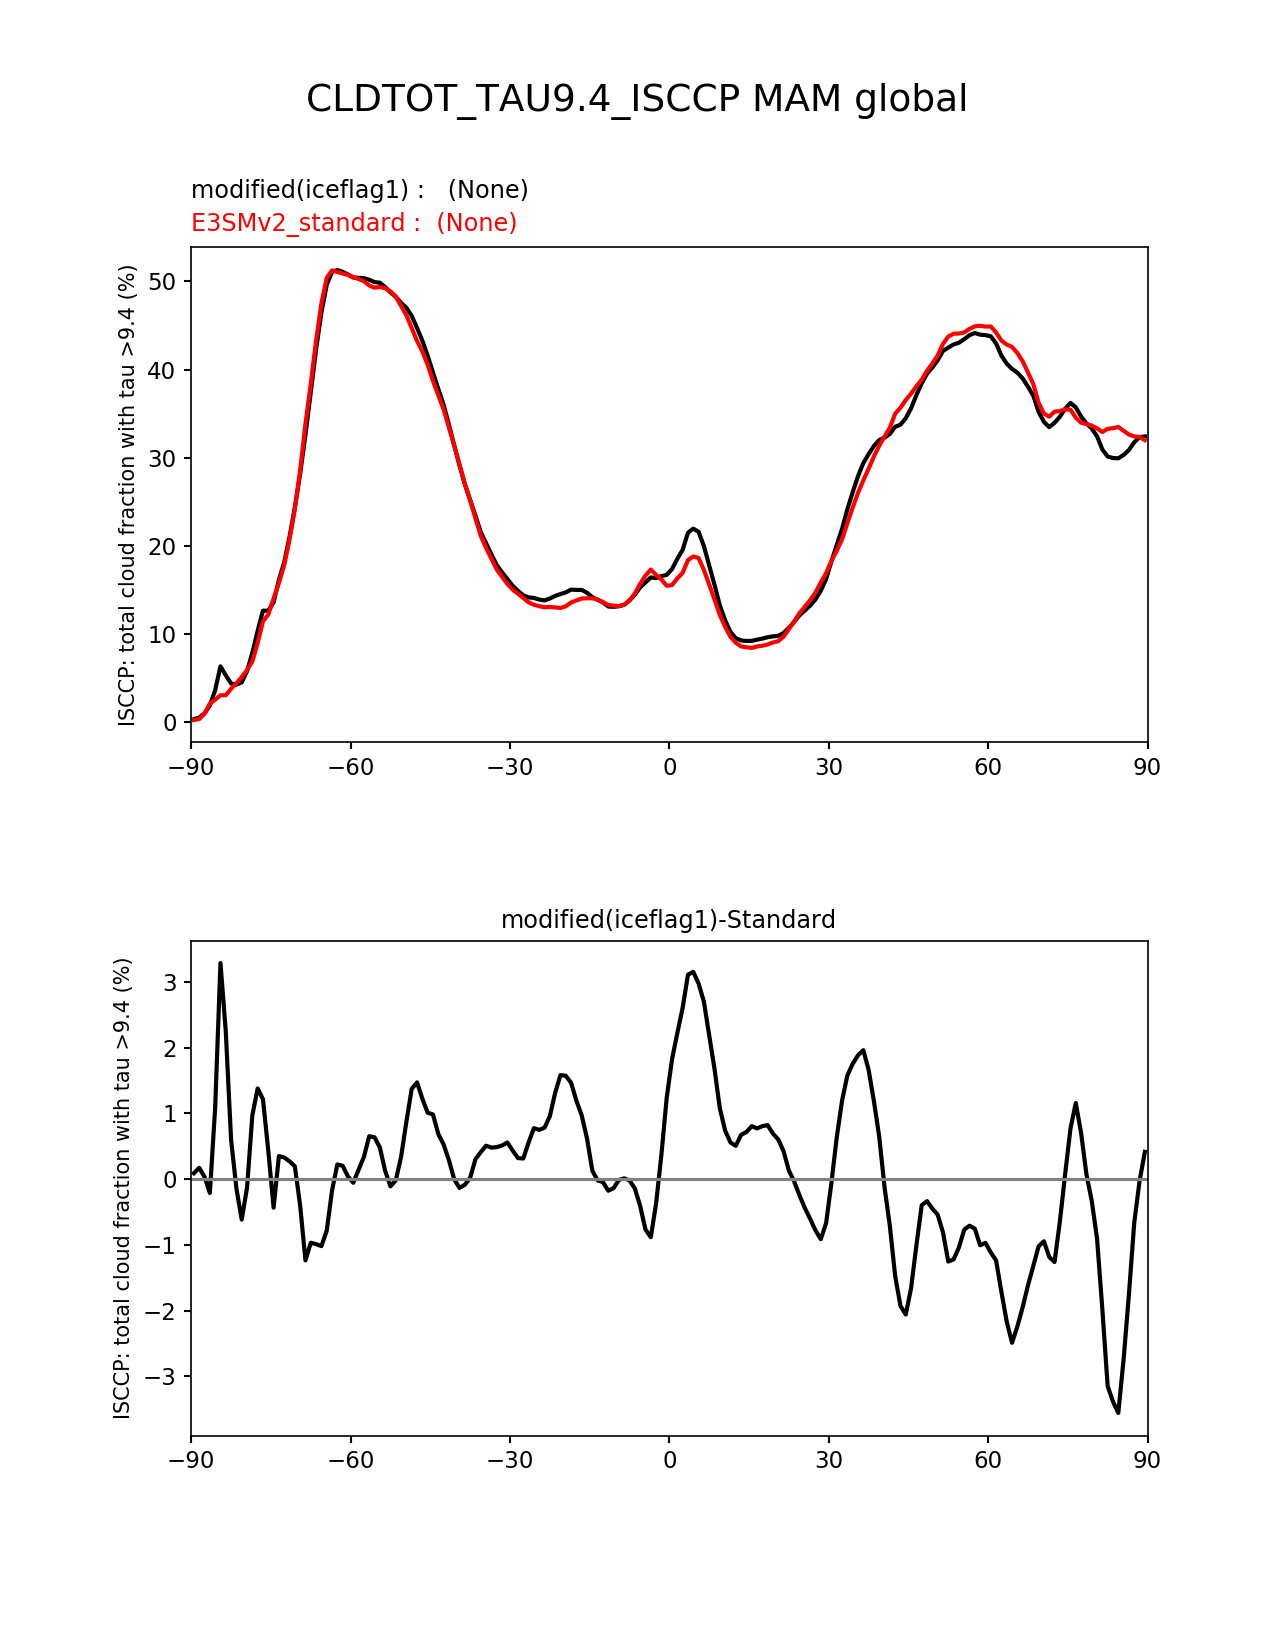 CLDTOT_TAU9.4_ISCCP MAM global
modified(iceflag1) :   (None)
E3SMv2_standard :  (None)
ISCCP: total cloud fraction with tau >9.4 (%)
50
40
30
20
10
0
−90 −60 −30 0 30 60 90
modified(iceflag1)-Standard
ISCCP: total cloud fraction with tau >9.4 (%)
3
2
1
0
−1
−2
−3
−90 −60 −30 0 30 60 90